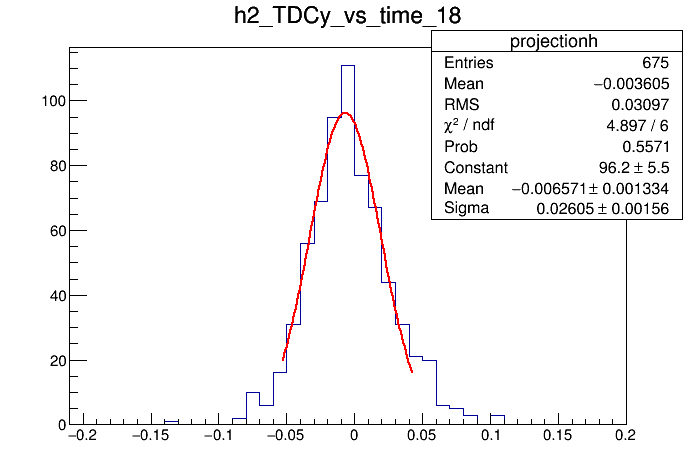 h2_TDCy_vs_time_18
projectionh
Entries 675
Mean −0.003605
RMS 0.03097
χ² / ndf 4.897 / 6
Prob 0.5571
Constant 96.2 ± 5.5
Mean −0.006571 ± 0.001334
Sigma 0.02605 ± 0.00156
100
80
60
40
20
0
−0.2 −0.15 −0.1 −0.05 0 0.05 0.1 0.15 0.2